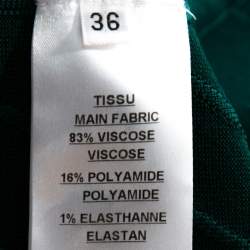 36
TISSU
MAIN FABRIC
83% VISCOSE
VISCOSE
16% POLYAMIDE
POLYAMIDE
1% ELASTHANNE
ELASTAN